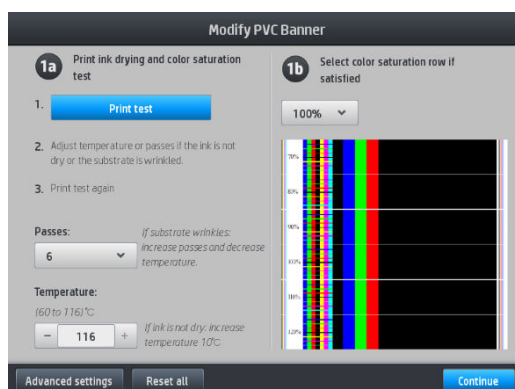 Modify PVC Banner
1a
Print ink drying and color saturation
test
1.
Print test
2. Adjust temperature or passes if the ink is not
dry or the substrate is wrinkled.
3. Print test again
Passes:
6
If substrate wrinkles:
increase passes and decrease
temperature.
Temperature:
(60 to 116)°C
− 116 +
If ink is not dry: increase
temperature 10°C
1b
Select color saturation row if
satisfied
100%
70%
80%
90%
100%
110%
120%
Advanced settings
Reset all
Continue